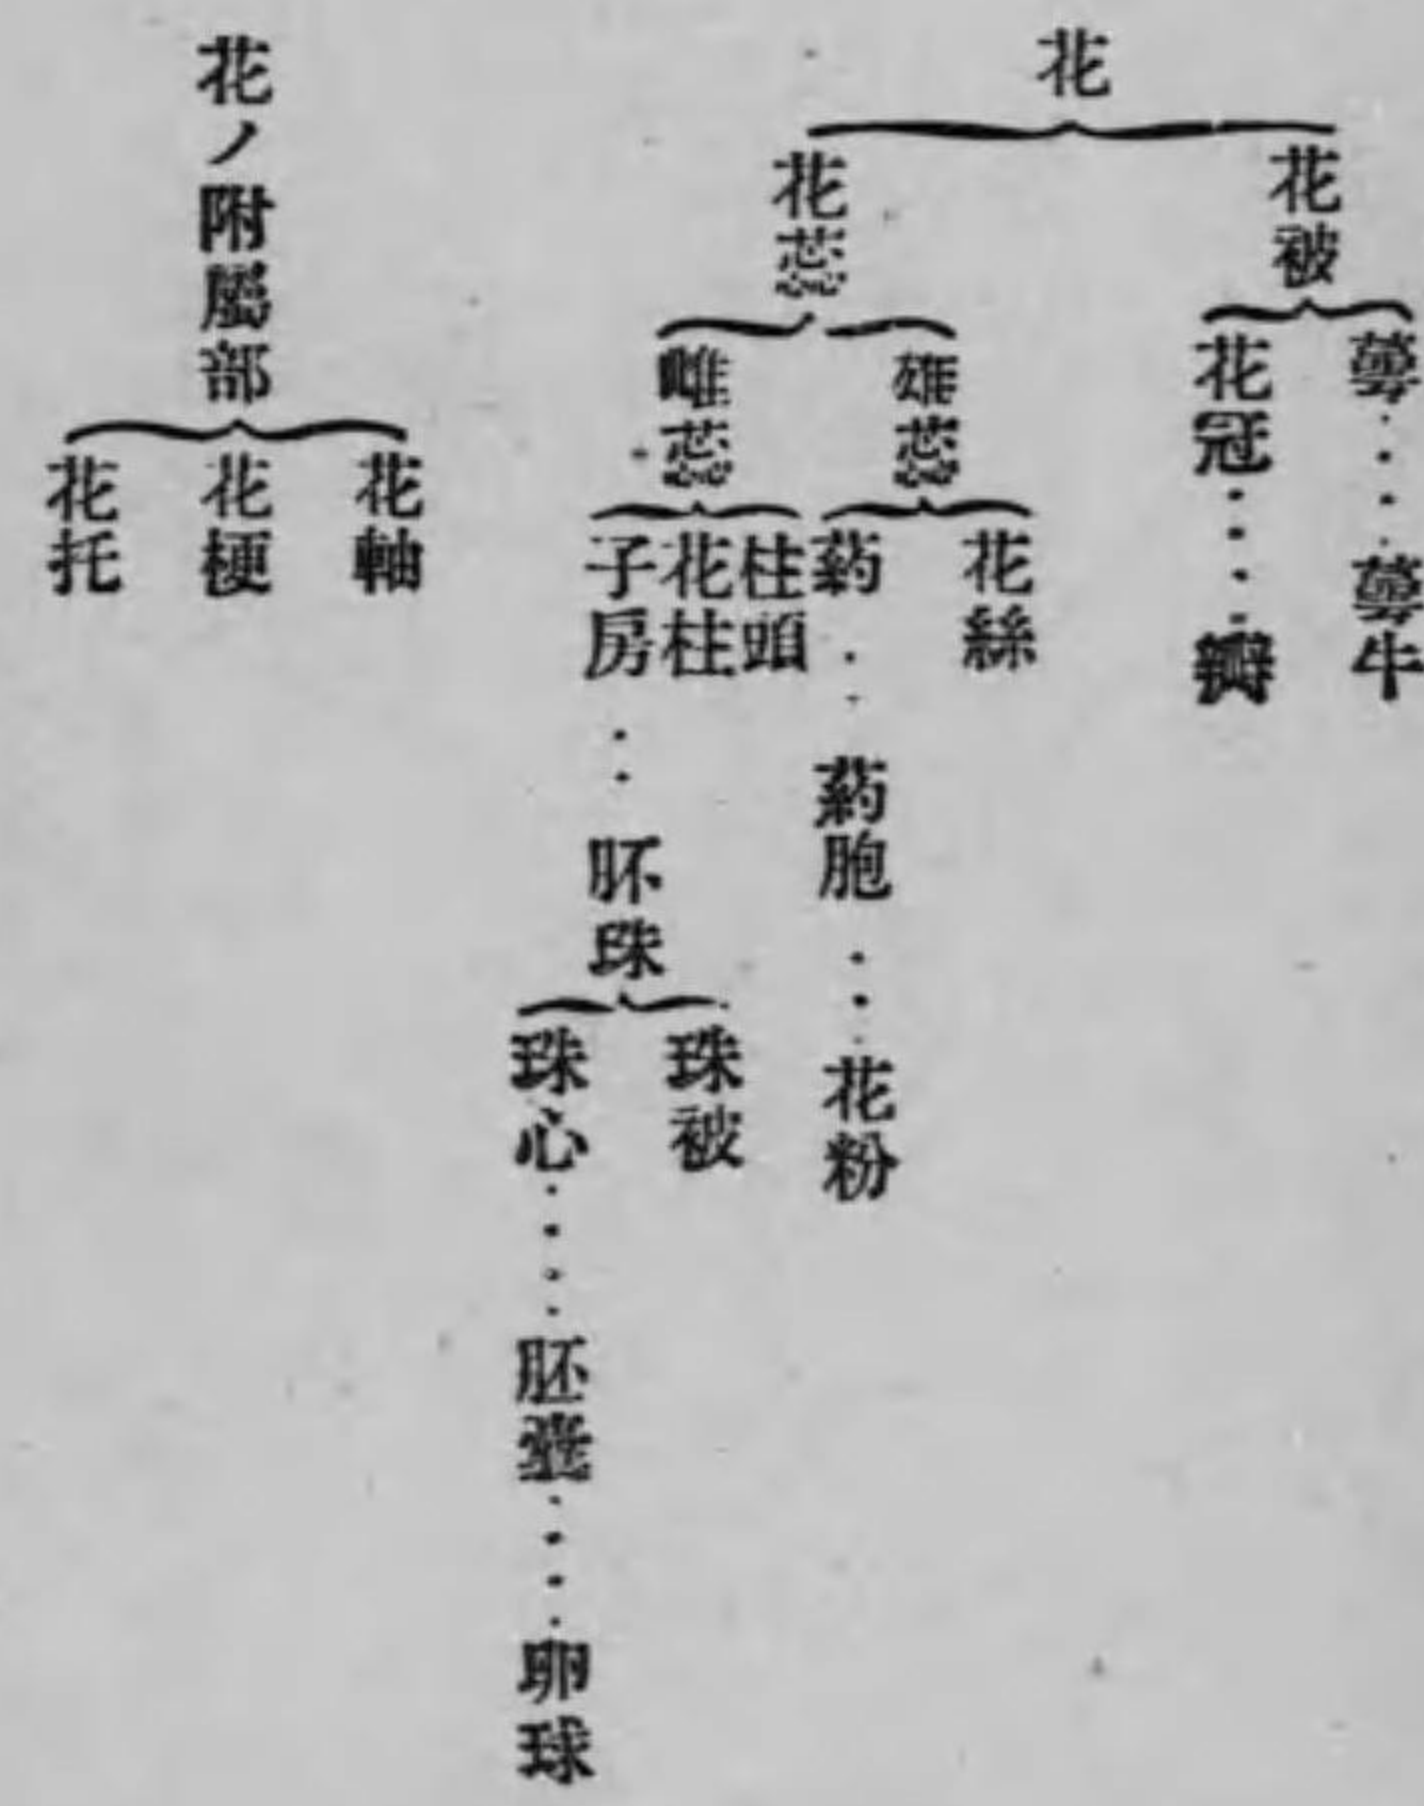 花
花被
萼‥‥萼牛
花冠‥‥瓣
花蕊
雄蕊
花絲
葯‥葯胞‥花粉
雌蕊
柱頭
花柱
子房‥胚珠
珠被
珠心‥‥胚囊‥‥卵球
花ノ附屬部
花軸
花梗
花托